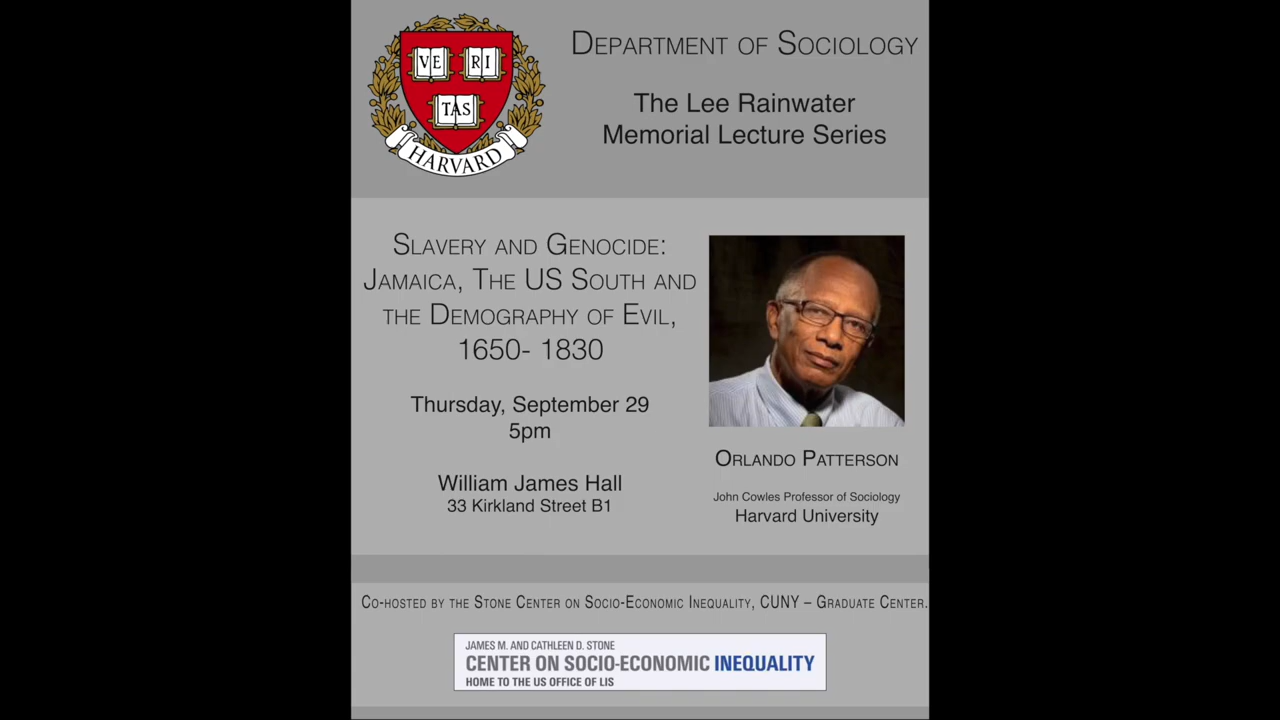 VE RI
TAS
HARVARD
Department of Sociology
The Lee Rainwater
Memorial Lecture Series
Slavery and Genocide:
Jamaica, The US South and
the Demography of Evil,
1650- 1830
Thursday, September 29
5pm
William James Hall
33 Kirkland Street B1
Orlando Patterson
John Cowles Professor of Sociology
Harvard University
Co-hosted by the Stone Center on Socio-Economic Inequality, CUNY – Graduate Center.
JAMES M. AND CATHLEEN D. STONE
CENTER ON SOCIO-ECONOMIC INEQUALITY
HOME TO THE US OFFICE OF LIS